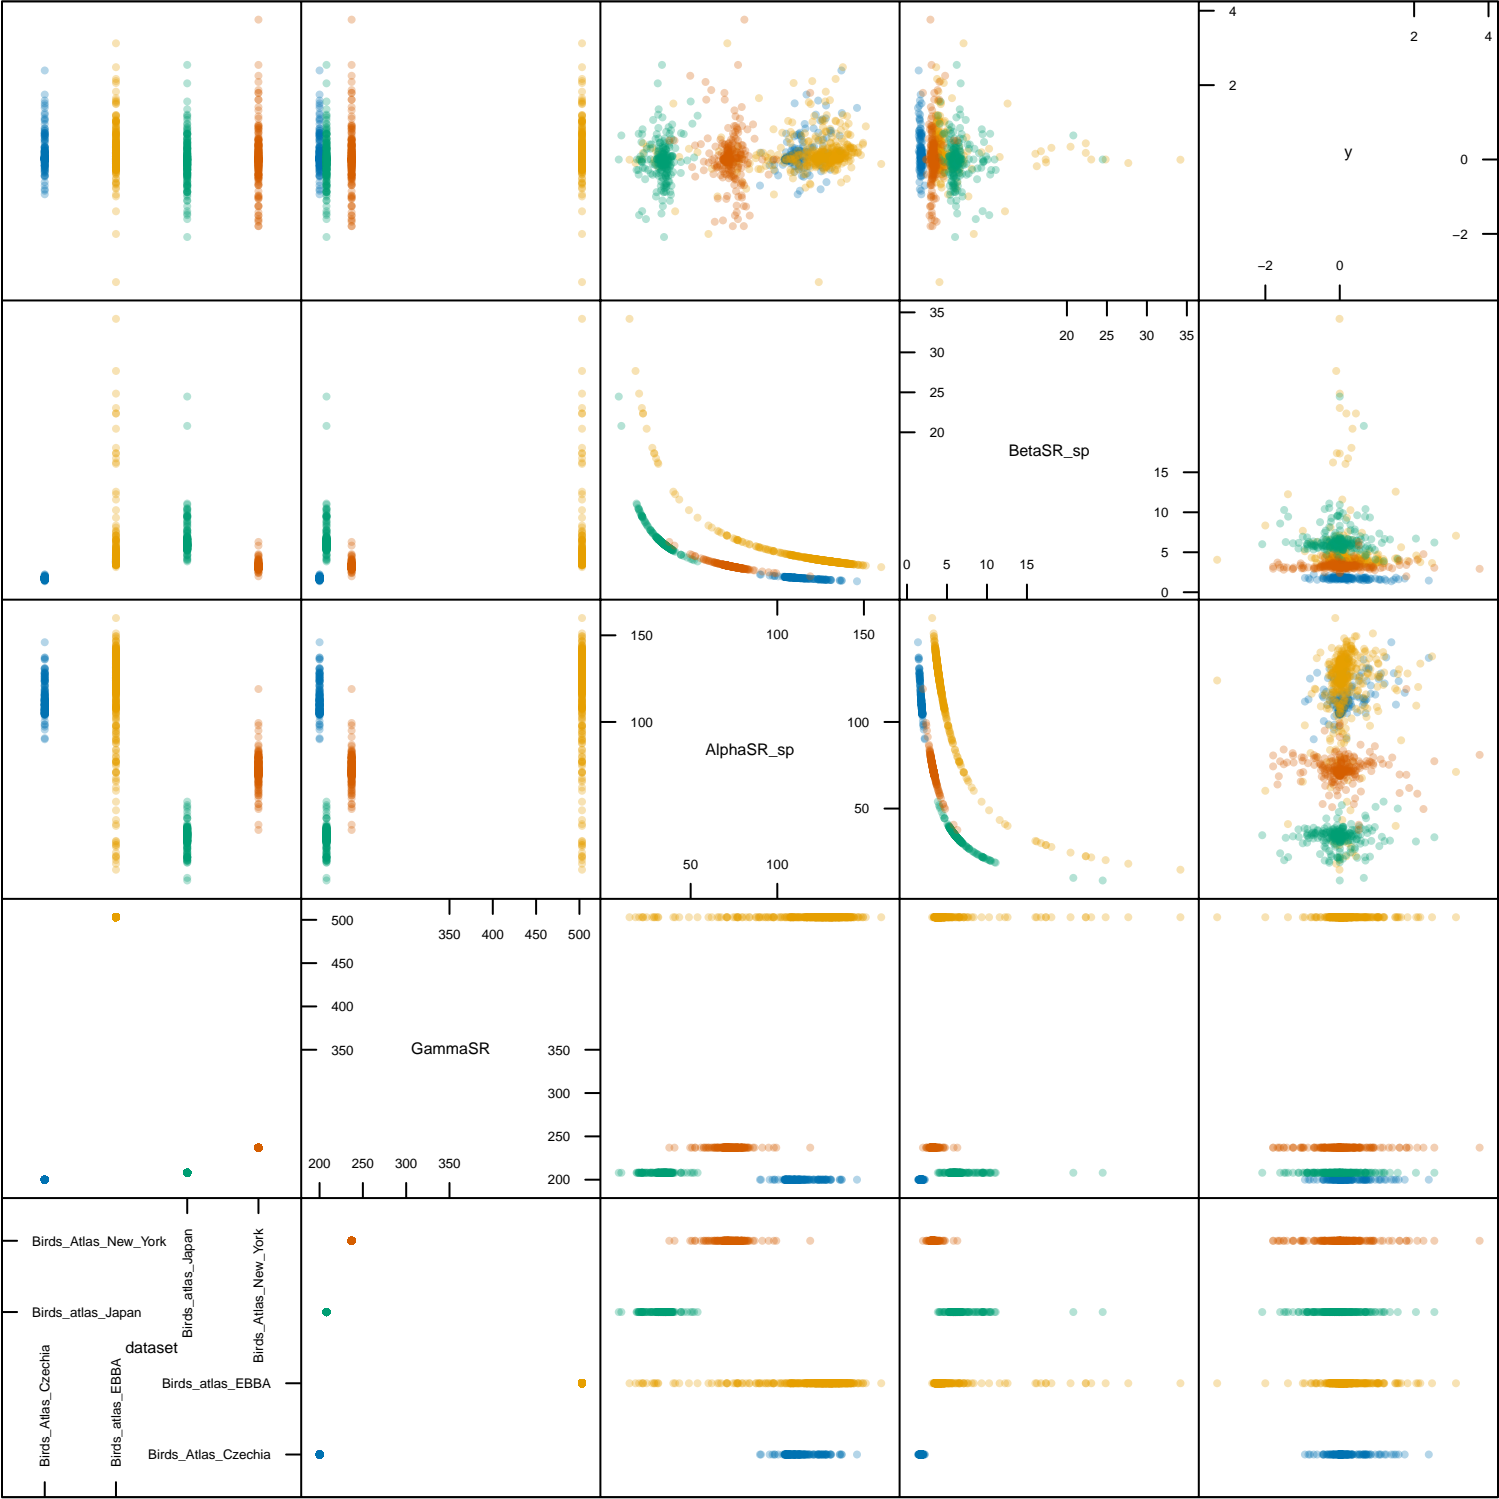 4
2 4
2
y
0
−2
−2 0
35
20 25 30 35
30
25
20
BetaSR_sp
15
10
5
0 5 10 15
0
150
100 150
100
100
AlphaSR_sp
50
50 100
500
350 400 450 500
450
400
350 GammaSR 350
300
250
200 250 300 350
200
Birds_Atlas_New_York
Birds_atlas_Japan
Birds_Atlas_New_York
Birds_atlas_Japan
dataset
Birds_Atlas_Czechia
Birds_atlas_EBBA
Birds_atlas_EBBA
Birds_Atlas_Czechia